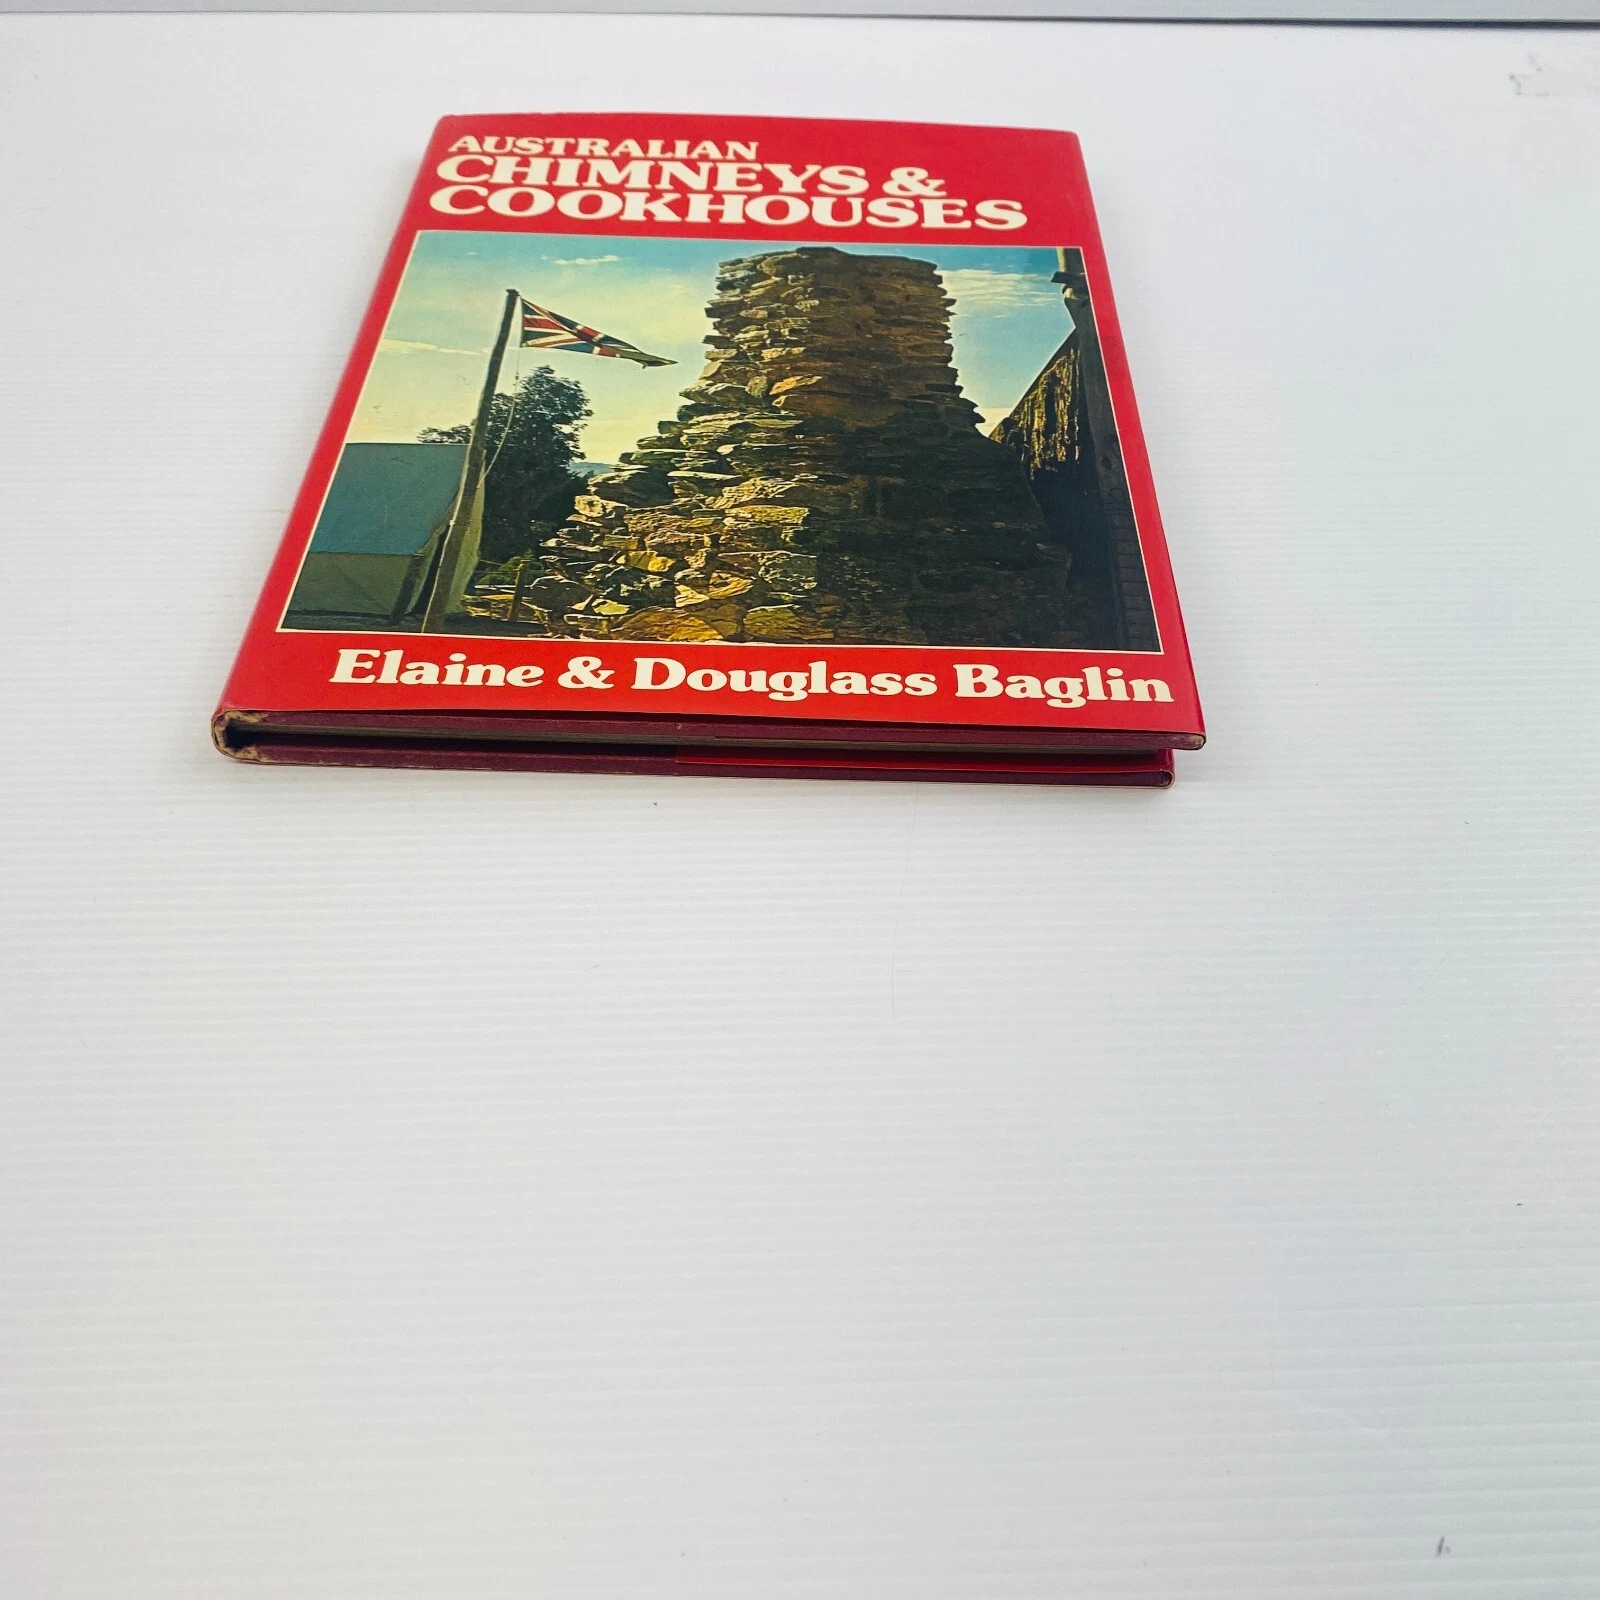 AUSTRALIAN
CHIMNEYS &
COOKHOUSES
Elaine & Douglass Baglin